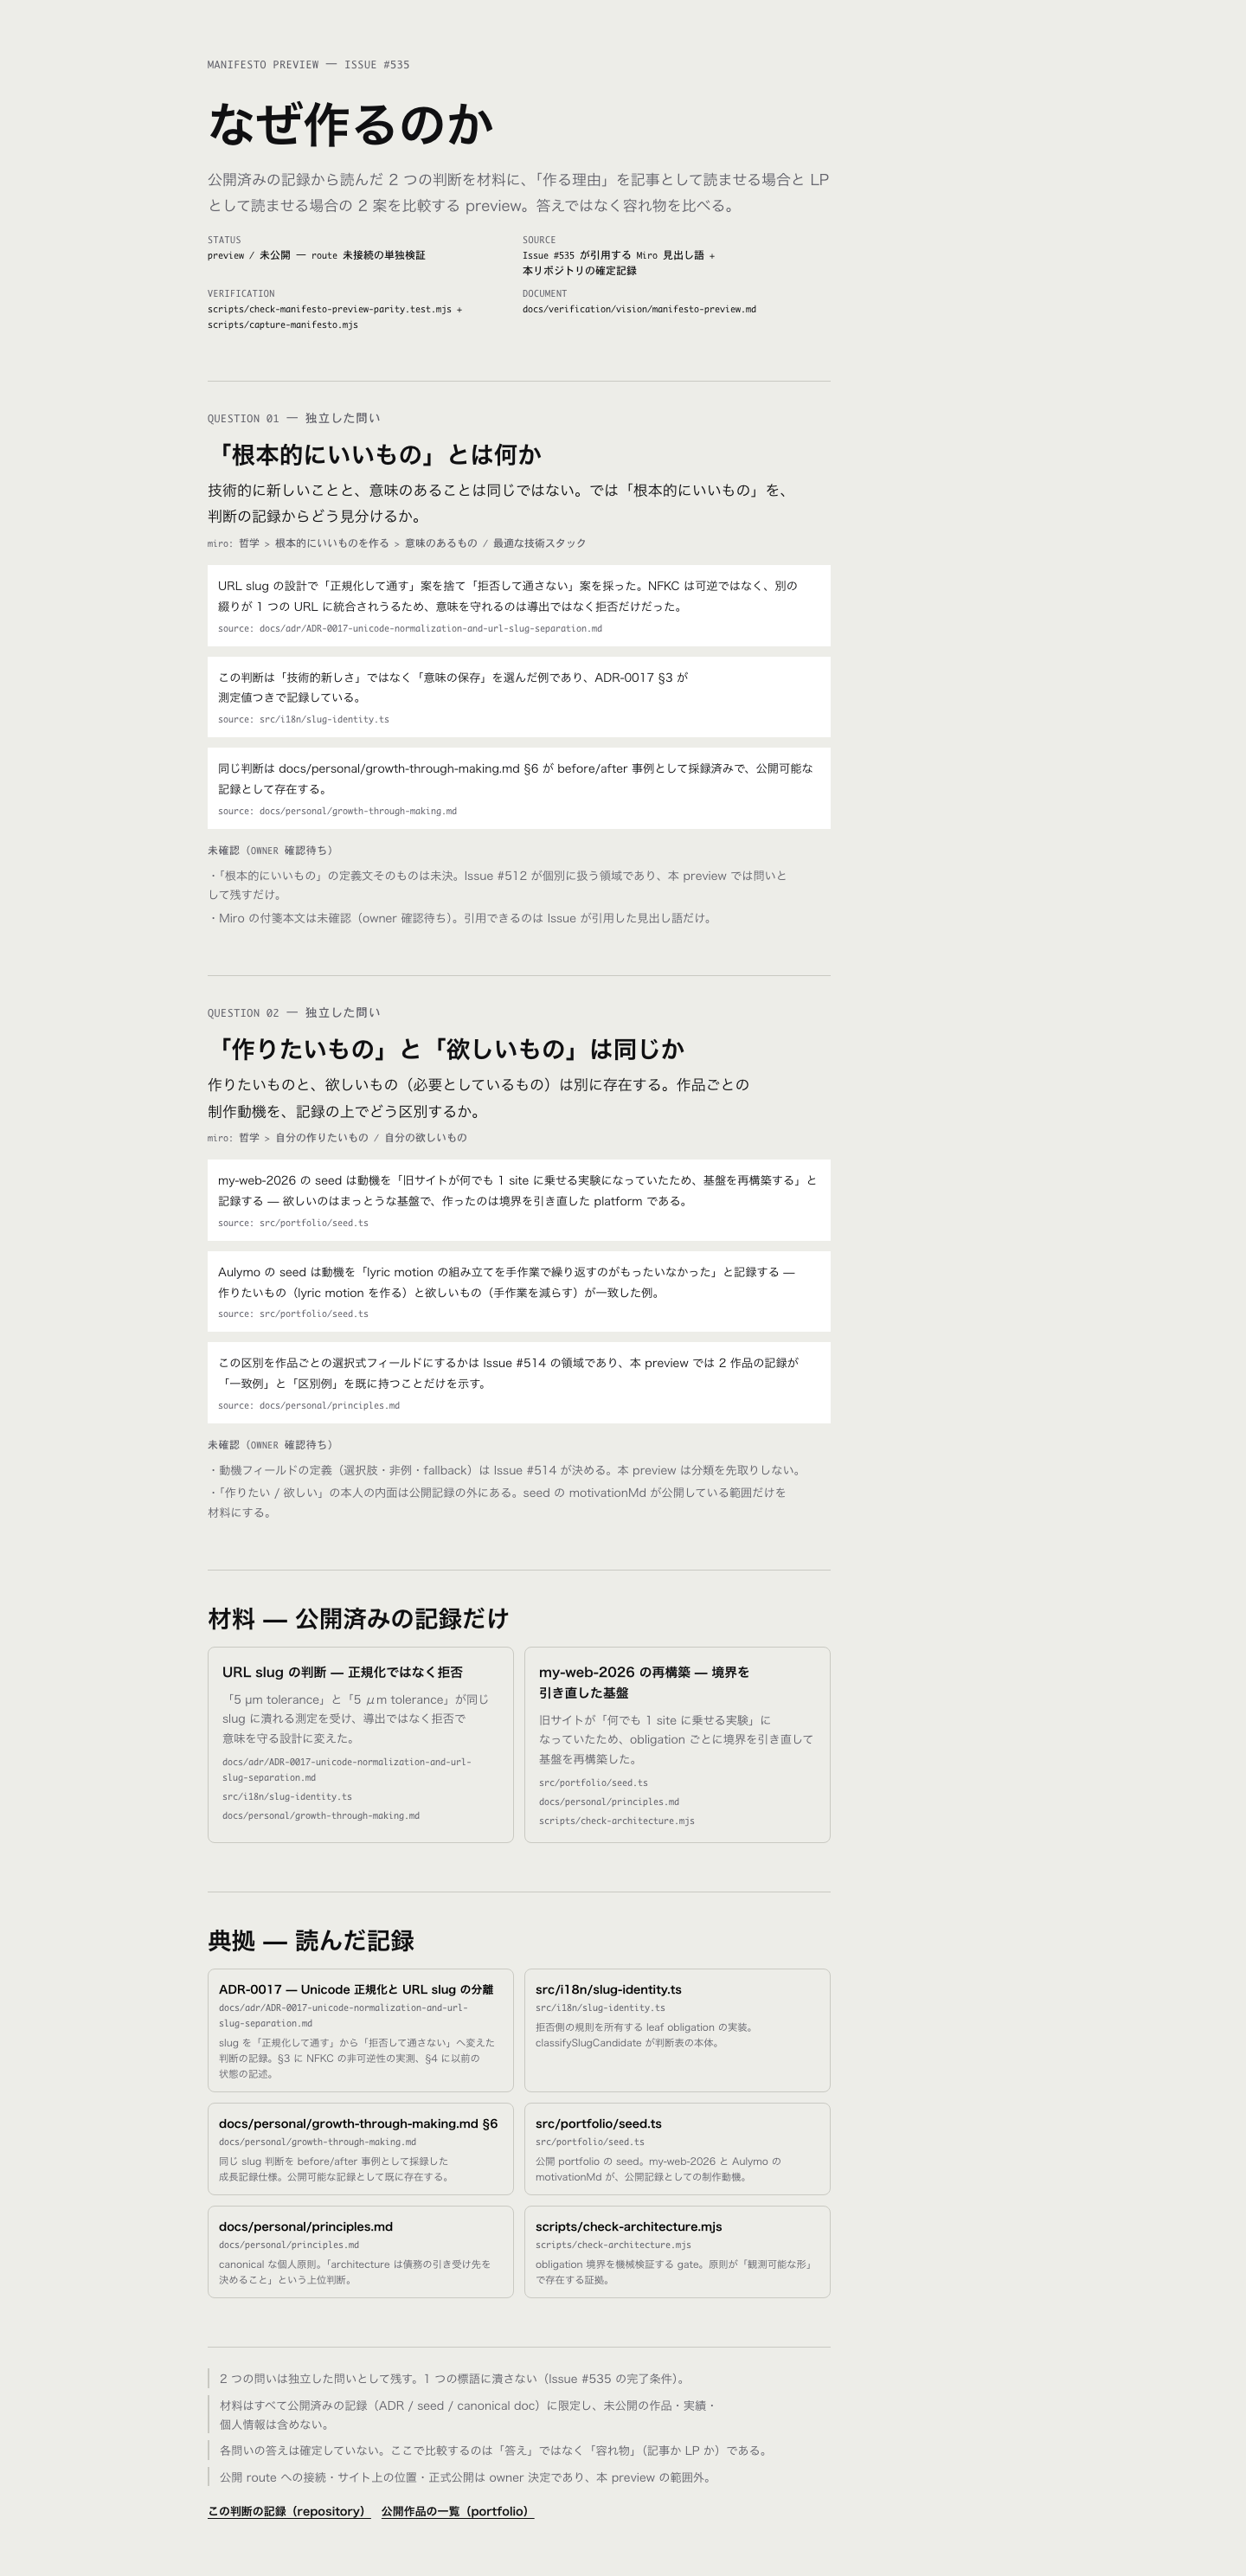 MANIFESTO PREVIEW — ISSUE #535
なぜ作るのか
公開済みの記録から読んだ 2 つの判断を材料に、「作る理由」を記事として読ませる場合と LP
として読ませる場合の 2 案を比較する preview。答えではなく容れ物を比べる。
STATUS
preview / 未公開 — route 未接続の単独検証
SOURCE
Issue #535 が引用する Miro 見出し語 +
本リポジトリの確定記録
VERIFICATION
scripts/check-manifesto-preview-parity.test.mjs +
scripts/capture-manifesto.mjs
DOCUMENT
docs/verification/vision/manifesto-preview.md
QUESTION 01 — 独立した問い
「根本的にいいもの」とは何か
技術的に新しいことと、意味のあることは同じではない。では「根本的にいいもの」を、
判断の記録からどう見分けるか。
miro: 哲学 > 根本的にいいものを作る > 意味のあるもの / 最適な技術スタック
URL slug の設計で「正規化して通す」案を捨て「拒否して通さない」案を採った。NFKC は可逆ではなく、別の
綴りが 1 つの URL に統合されうるため、意味を守れるのは導出ではなく拒否だけだった。
source: docs/adr/ADR-0017-unicode-normalization-and-url-slug-separation.md
この判断は「技術的新しさ」ではなく「意味の保存」を選んだ例であり、ADR-0017 §3 が
測定値つきで記録している。
source: src/i18n/slug-identity.ts
同じ判断は docs/personal/growth-through-making.md §6 が before/after 事例として採録済みで、公開可能な
記録として存在する。
source: docs/personal/growth-through-making.md
未確認（OWNER 確認待ち）
・「根本的にいいもの」の定義文そのものは未決。Issue #512 が個別に扱う領域であり、本 preview では問いと
して残すだけ。
・Miro の付箋本文は未確認（owner 確認待ち）。引用できるのは Issue が引用した見出し語だけ。
QUESTION 02 — 独立した問い
「作りたいもの」と「欲しいもの」は同じか
作りたいものと、欲しいもの（必要としているもの）は別に存在する。作品ごとの
制作動機を、記録の上でどう区別するか。
miro: 哲学 > 自分の作りたいもの / 自分の欲しいもの
my-web-2026 の seed は動機を「旧サイトが何でも 1 site に乗せる実験になっていたため、基盤を再構築する」と
記録する — 欲しいのはまっとうな基盤で、作ったのは境界を引き直した platform である。
source: src/portfolio/seed.ts
Aulymo の seed は動機を「lyric motion の組み立てを手作業で繰り返すのがもったいなかった」と記録する —
作りたいもの（lyric motion を作る）と欲しいもの（手作業を減らす）が一致した例。
source: src/portfolio/seed.ts
この区別を作品ごとの選択式フィールドにするかは Issue #514 の領域であり、本 preview では 2 作品の記録が
「一致例」と「区別例」を既に持つことだけを示す。
source: docs/personal/principles.md
未確認（OWNER 確認待ち）
・動機フィールドの定義（選択肢・非例・fallback）は Issue #514 が決める。本 preview は分類を先取りしない。
・「作りたい / 欲しい」の本人の内面は公開記録の外にある。seed の motivationMd が公開している範囲だけを
材料にする。
材料 — 公開済みの記録だけ
URL slug の判断 — 正規化ではなく拒否
「5 µm tolerance」と「5 μm tolerance」が同じ
slug に潰れる測定を受け、導出ではなく拒否で
意味を守る設計に変えた。
docs/adr/ADR-0017-unicode-normalization-and-url-
slug-separation.md
src/i18n/slug-identity.ts
docs/personal/growth-through-making.md
my-web-2026 の再構築 — 境界を
引き直した基盤
旧サイトが「何でも 1 site に乗せる実験」に
なっていたため、obligation ごとに境界を引き直して
基盤を再構築した。
src/portfolio/seed.ts
docs/personal/principles.md
scripts/check-architecture.mjs
典拠 — 読んだ記録
ADR-0017 — Unicode 正規化と URL slug の分離
docs/adr/ADR-0017-unicode-normalization-and-url-
slug-separation.md
slug を「正規化して通す」から「拒否して通さない」へ変えた
判断の記録。§3 に NFKC の非可逆性の実測、§4 に以前の
状態の記述。
src/i18n/slug-identity.ts
src/i18n/slug-identity.ts
拒否側の規則を所有する leaf obligation の実装。
classifySlugCandidate が判断表の本体。
docs/personal/growth-through-making.md §6
docs/personal/growth-through-making.md
同じ slug 判断を before/after 事例として採録した
成長記録仕様。公開可能な記録として既に存在する。
src/portfolio/seed.ts
src/portfolio/seed.ts
公開 portfolio の seed。my-web-2026 と Aulymo の
motivationMd が、公開記録としての制作動機。
docs/personal/principles.md
docs/personal/principles.md
canonical な個人原則。「architecture は債務の引き受け先を
決めること」という上位判断。
scripts/check-architecture.mjs
scripts/check-architecture.mjs
obligation 境界を機械検証する gate。原則が「観測可能な形」
で存在する証拠。
2 つの問いは独立した問いとして残す。1 つの標語に潰さない（Issue #535 の完了条件）。
材料はすべて公開済みの記録（ADR / seed / canonical doc）に限定し、未公開の作品・実績・
個人情報は含めない。
各問いの答えは確定していない。ここで比較するのは「答え」ではなく「容れ物」（記事か LP か）である。
公開 route への接続・サイト上の位置・正式公開は owner 決定であり、本 preview の範囲外。
この判断の記録（repository） 公開作品の一覧（portfolio）